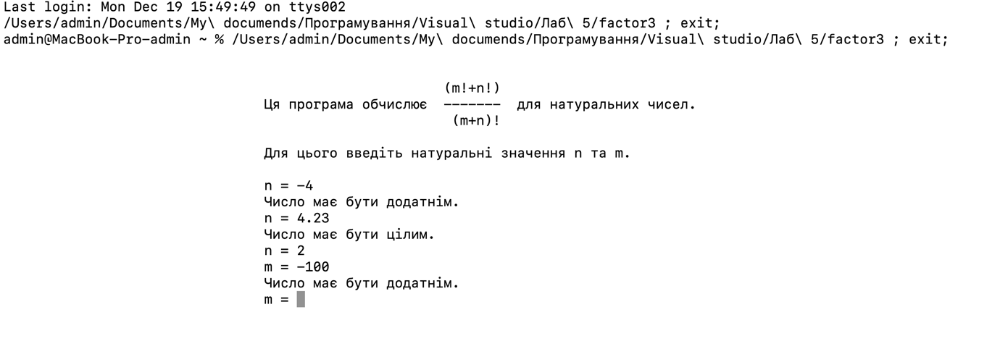 Last login: Mon Dec 19 15:49:49 on ttys002
/Users/admin/Documents/My\ documends/Програмування/Visual\ studio/Лаб\ 5/factor3 ; exit;
admin@MacBook-Pro-admin ~ % /Users/admin/Documents/My\ documends/Програмування/Visual\ studio/Лаб\ 5/factor3 ; exit;
(m!+n!)
Ця програма обчислює ------- для натуральних чисел.
(m+n)!
Для цього введіть натуральні значення n та m.
n = -4
Число має бути додатнім.
n = 4.23
Число має бути цілим.
n = 2
m = -100
Число має бути додатнім.
m =